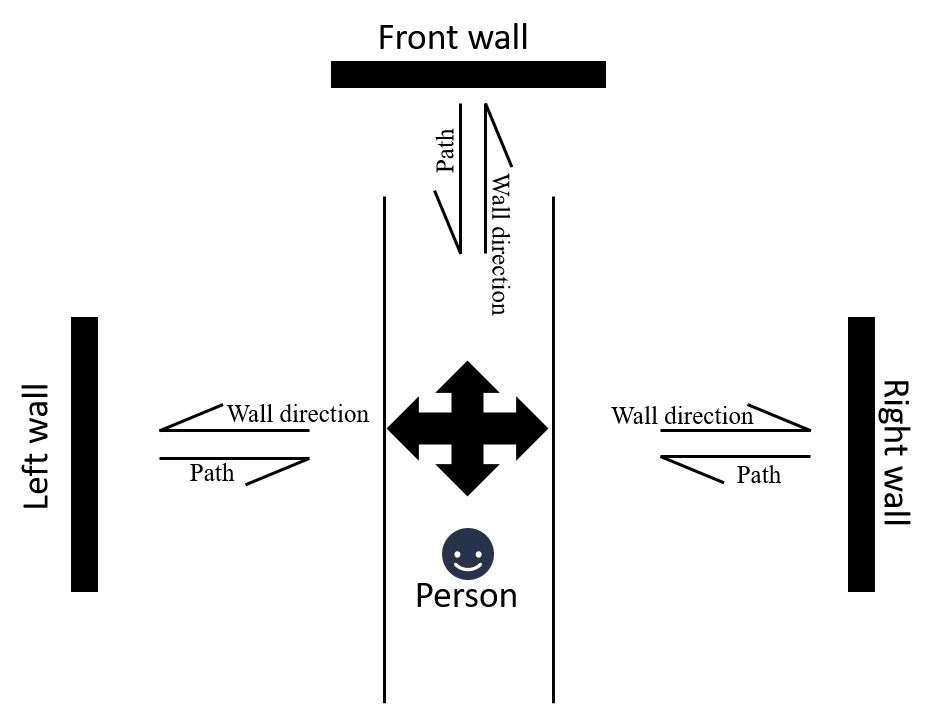 Front wall
Path
Wall direction
Left wall
Wall direction
Path
Wall direction
Path
Right wall
Person